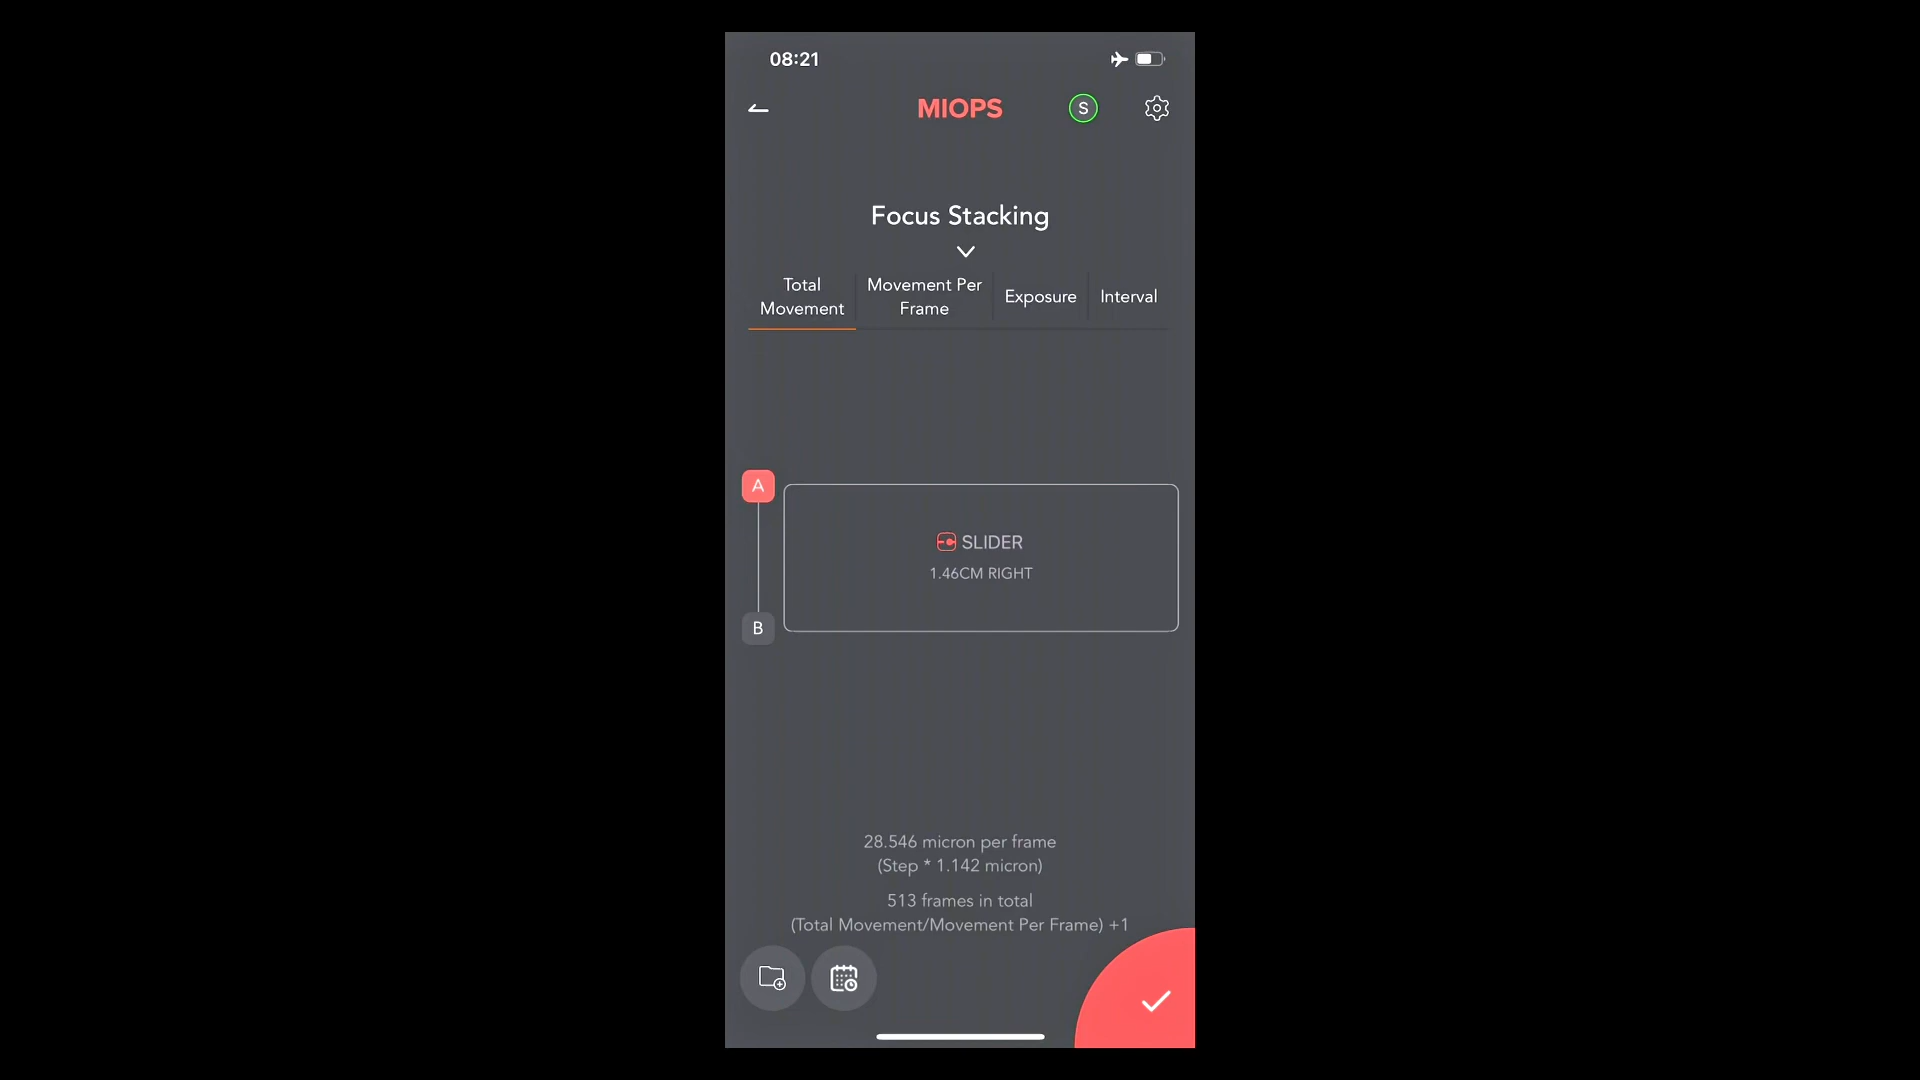 08:21
MIOPS
S
Focus Stacking
Total
Movement
Movement Per
Frame
Exposure
Interval
A
SLIDER
1.46CM RIGHT
B
28.546 micron per frame
(Step * 1.142 micron)
513 frames in total
(Total Movement/Movement Per Frame) +1